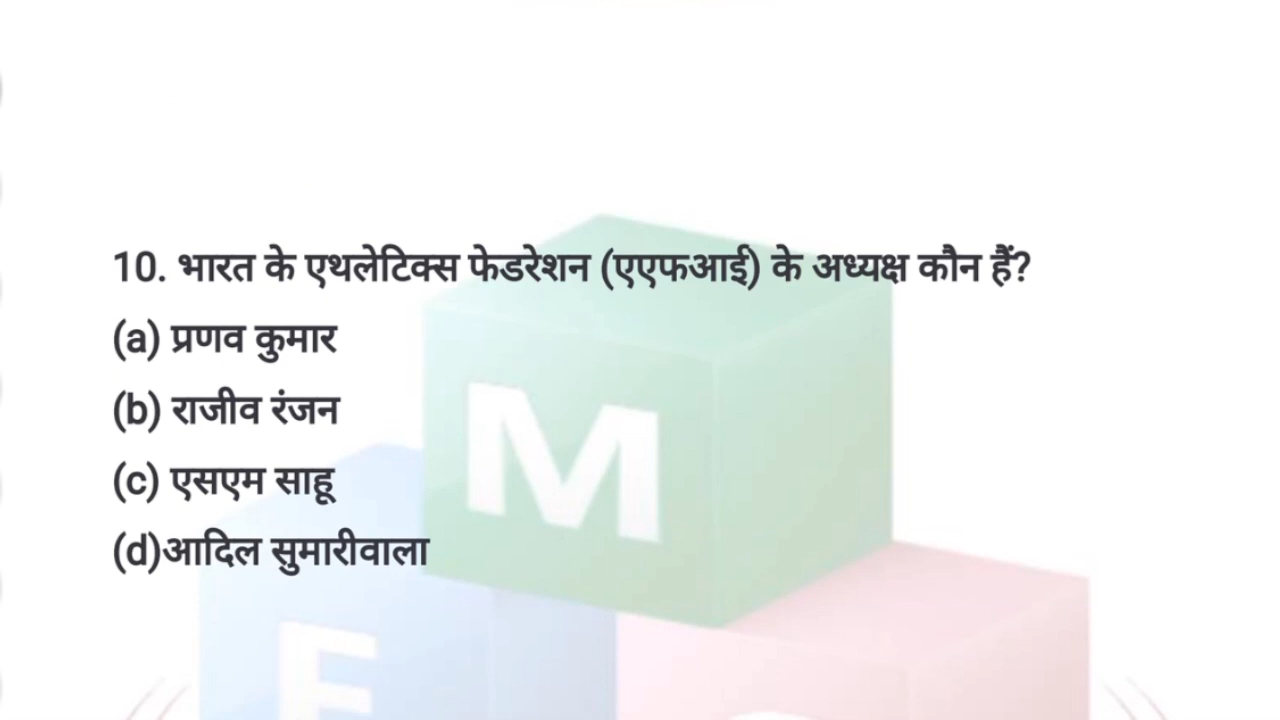 10. भारत के एथलेटिक्स फेडरेशन (एएफआई) के अध्यक्ष कौन हैं?
(a) प्रणव कुमार
(b) राजीव रंजन
(c) एसएम साहू
(d)आदिल सुमारीवाला
M
E